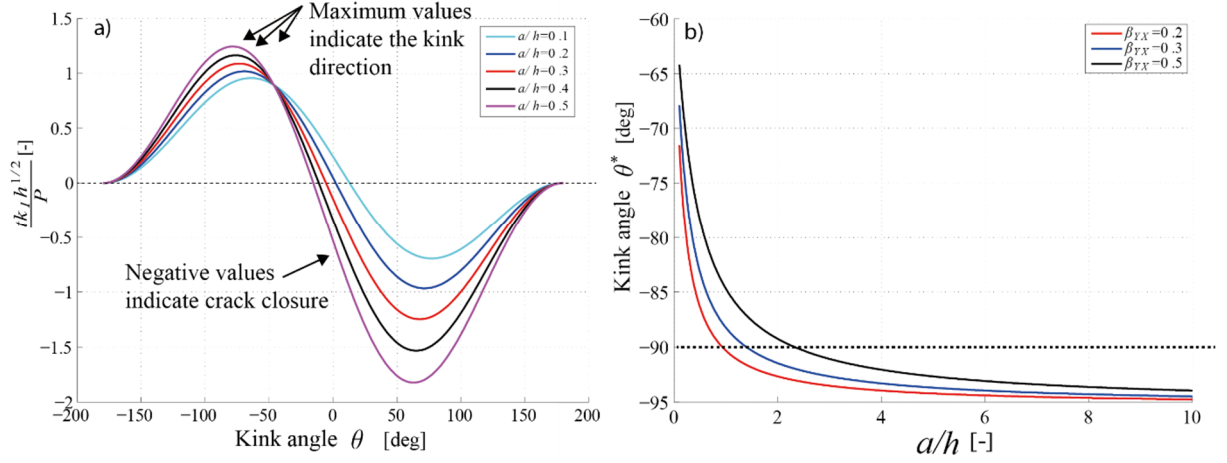 a)
Maximum values
indicate the kink
direction
a/h=0.1
a/h=0.2
a/h=0.3
a/h=0.4
a/h=0.5
Negative values
indicate crack closure
1.5
1
0.5
0
−0.5
−1
−1.5
−2
−200 −150 −100 −50 0 50 100 150 200
tk_I h^{1/2} / P [-]
Kink angle θ [deg]
b)
β_YX=0.2
β_YX−0.3
β_YX=0.5
−60
−65
−70
−75
−80
−85
−90
−95
0 2 4 6 8 10
Kink angle θ* [deg]
a/h [-]